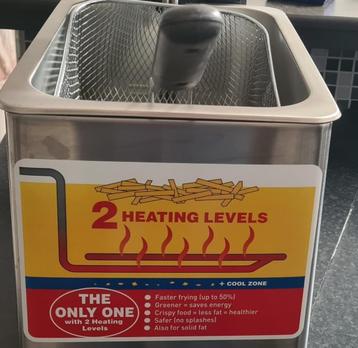 2 HEATING LEVELS
+ COOL ZONE
THE
ONLY ONE
with 2 Heating
Levels
Faster frying (up to 50%)
Greener = saves energy
Crispy food = less fat = healthier
Safer (no splashes)
Also for solid fat